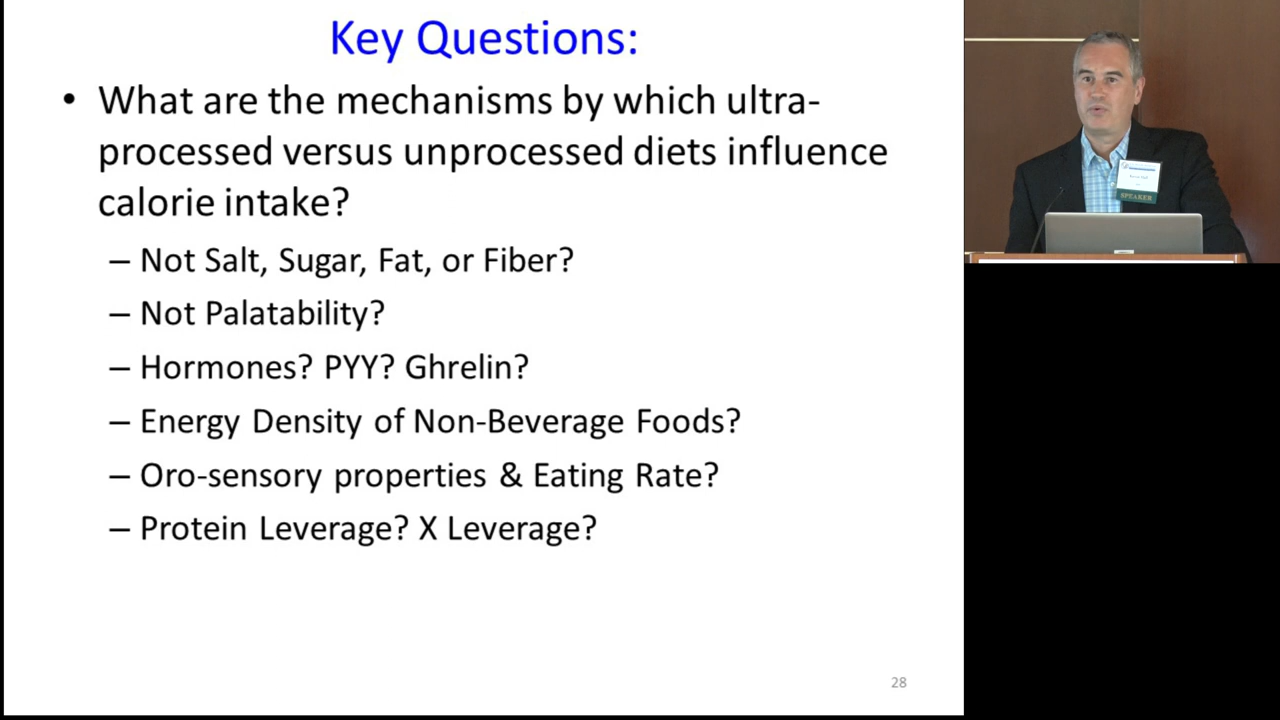 Key Questions:
• What are the mechanisms by which ultra-
processed versus unprocessed diets influence
calorie intake?
– Not Salt, Sugar, Fat, or Fiber?
– Not Palatability?
– Hormones? PYY? Ghrelin?
– Energy Density of Non-Beverage Foods?
– Oro-sensory properties & Eating Rate?
– Protein Leverage? X Leverage?
28
SPEAKER